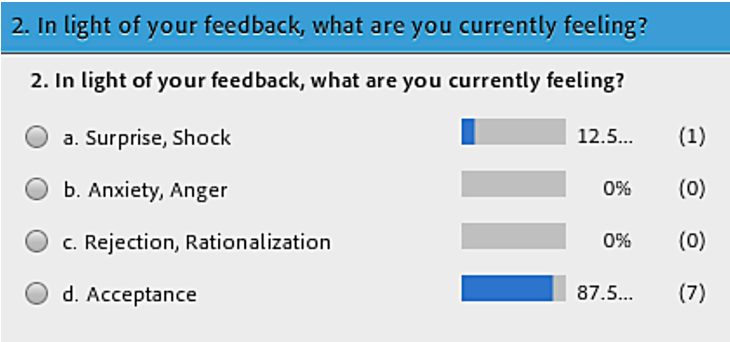 2. In light of your feedback, what are you currently feeling?
2. In light of your feedback, what are you currently feeling?
a. Surprise, Shock 12.5... (1)
b. Anxiety, Anger 0% (0)
c. Rejection, Rationalization 0% (0)
d. Acceptance 87.5... (7)